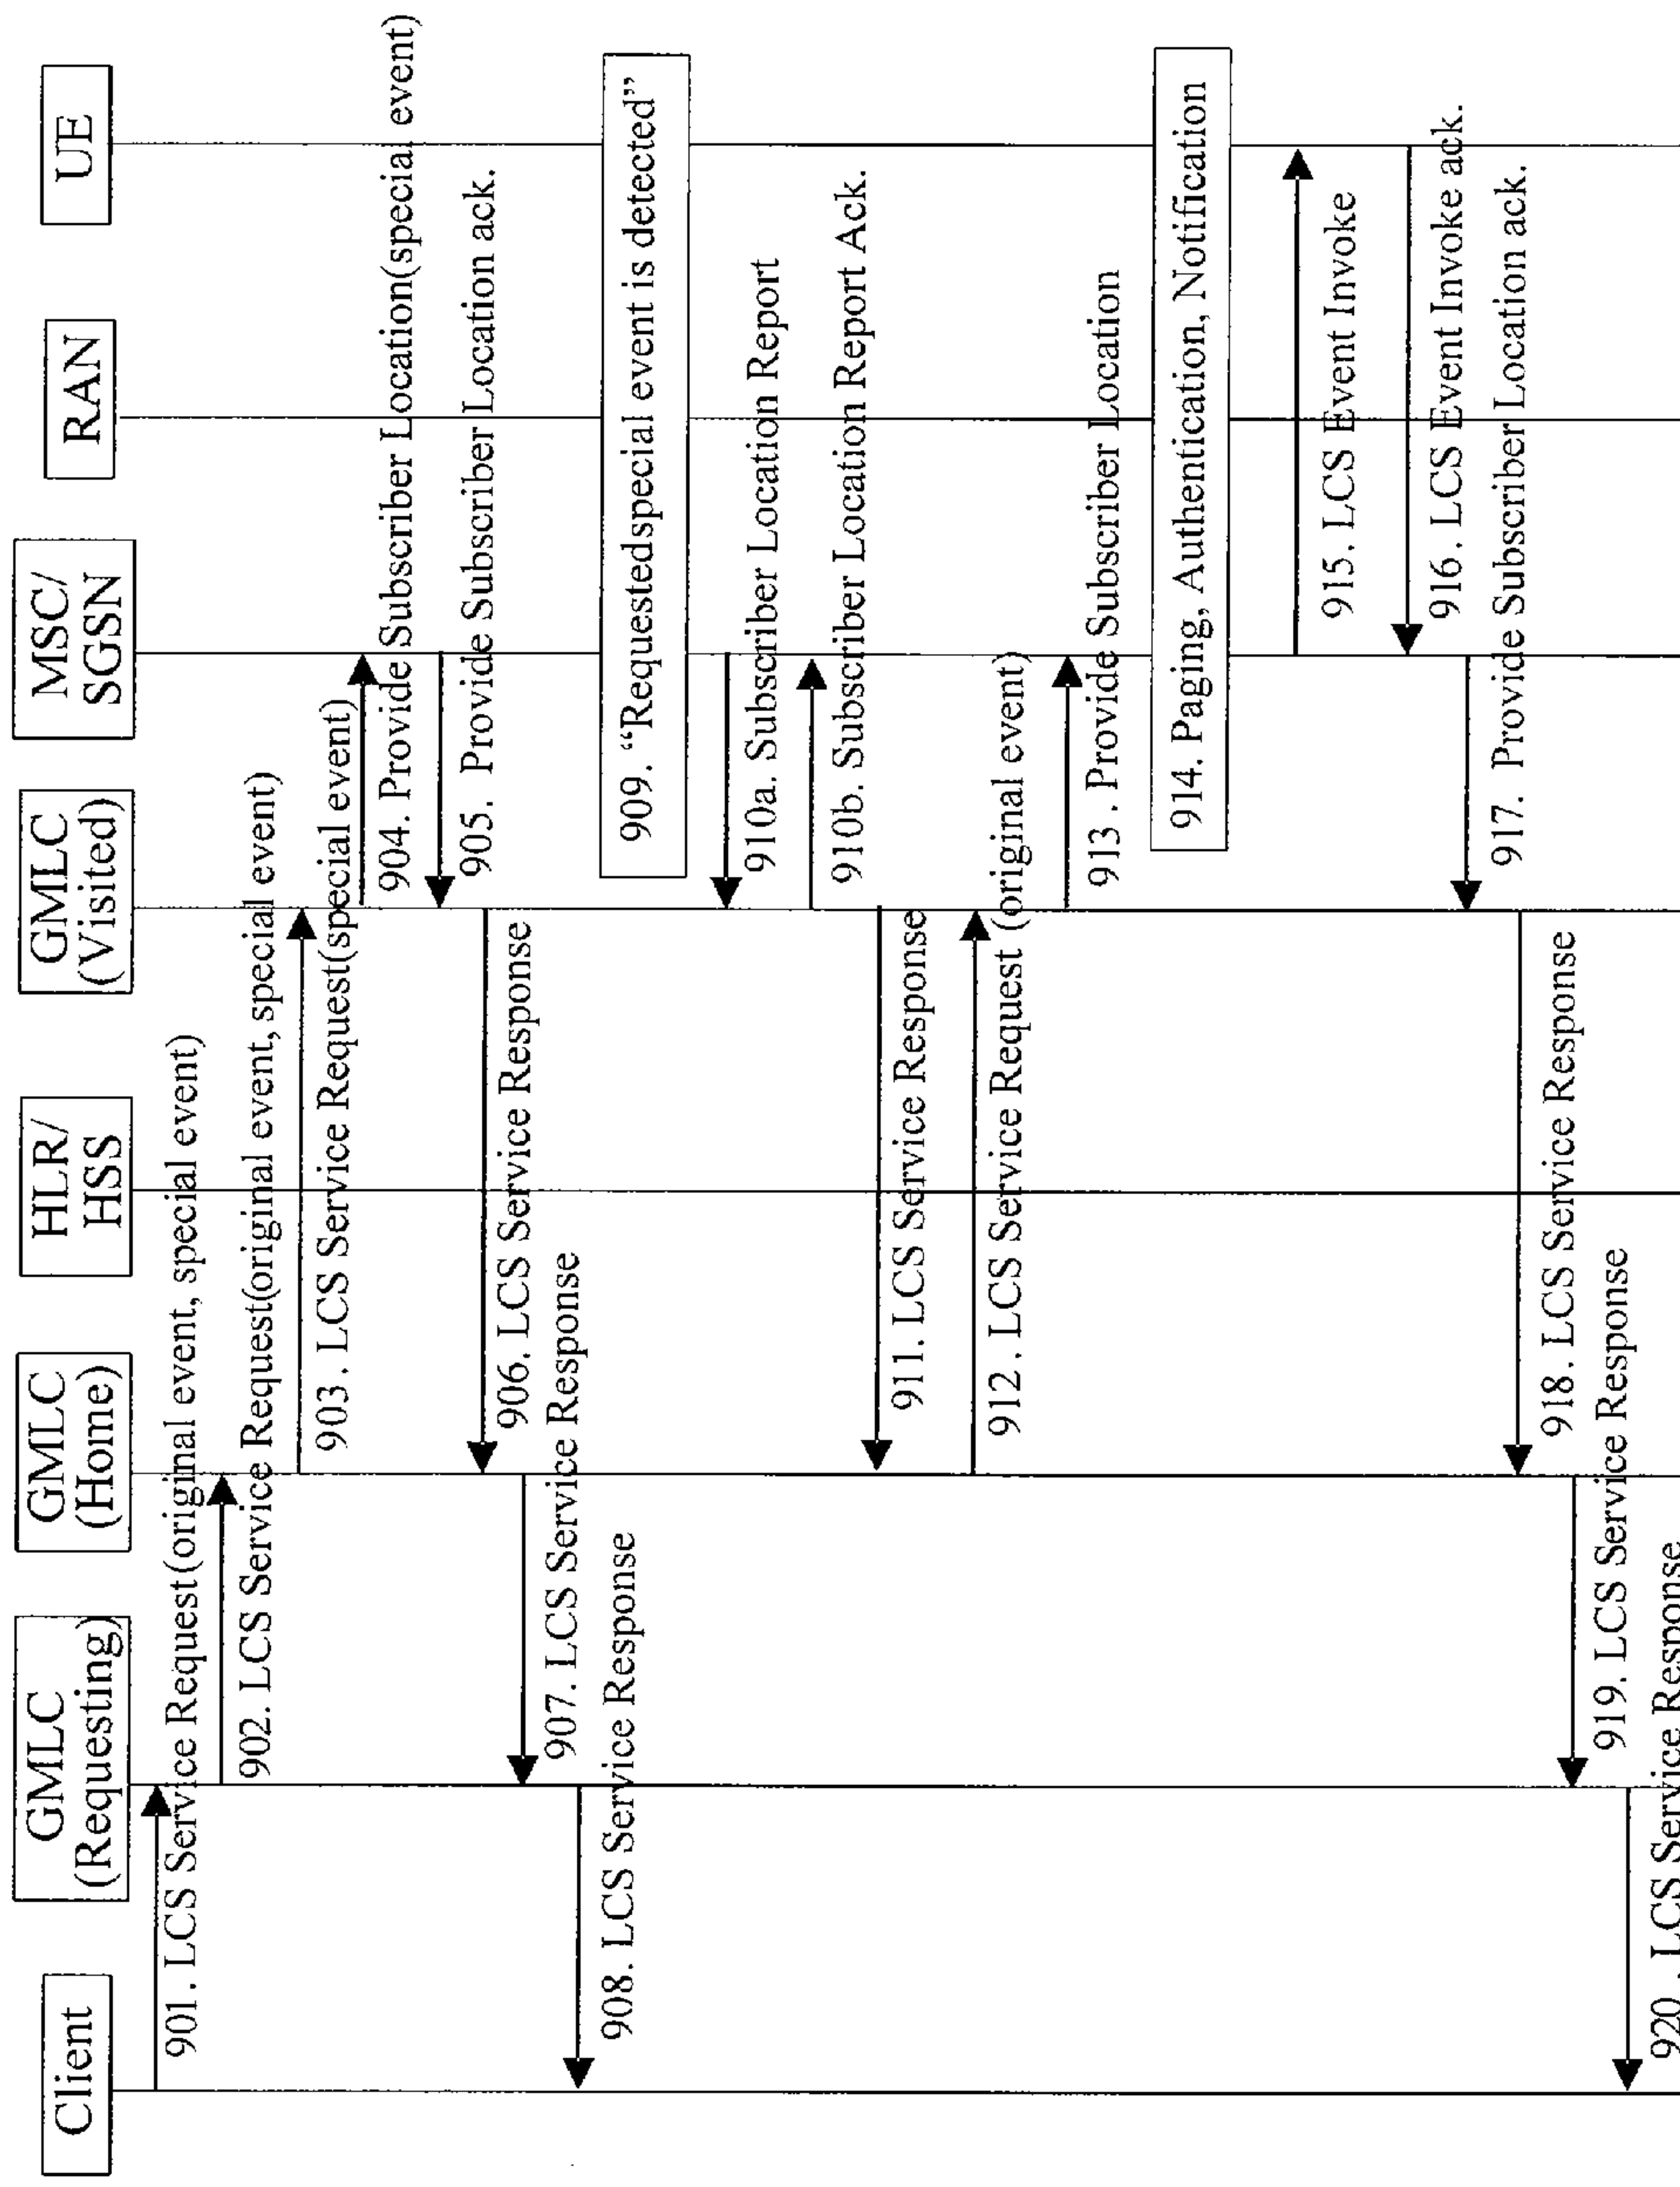 Client
GMLC
(Requesting)
GMLC
(Home)
HLR/
HSS
GMLC
(Visited)
MSC/
SGSN
RAN
UE
901. LCS Service Request(original event, special event)
902. LCS Service Request(original event, special event)
903. LCS Service Request(special event)
904. Provide Subscriber Location(special event)
905. Provide Subscriber Location ack.
906. LCS Service Response
907. LCS Service Response
908. LCS Service Response
909. “Requestedspecial event is detected”
910a. Subscriber Location Report
910b. Subscriber Location Report Ack.
911. LCS Service Response
912. LCS Service Request (original event)
913. Provide Subscriber Location
914. Paging, Authentication, Notification
915. LCS Event Invoke
916. LCS Event Invoke ack.
917. Provide Subscriber Location ack.
918. LCS Service Response
919. LCS Service Response
920. LCS Service Response